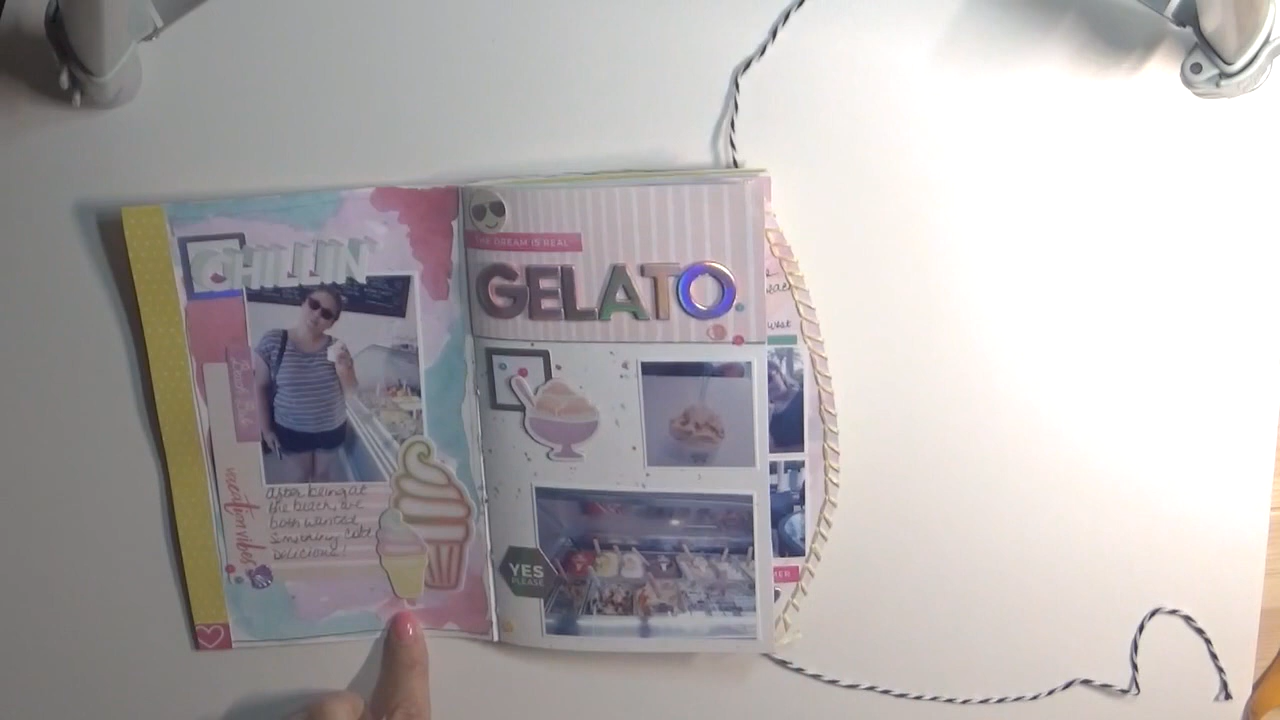 CHILLIN
vacation vibes
After being at
the beach, we
both wanted
something cold
Delicious!
THE DREAM IS REAL
GELATO
YES
PLEASE
MER